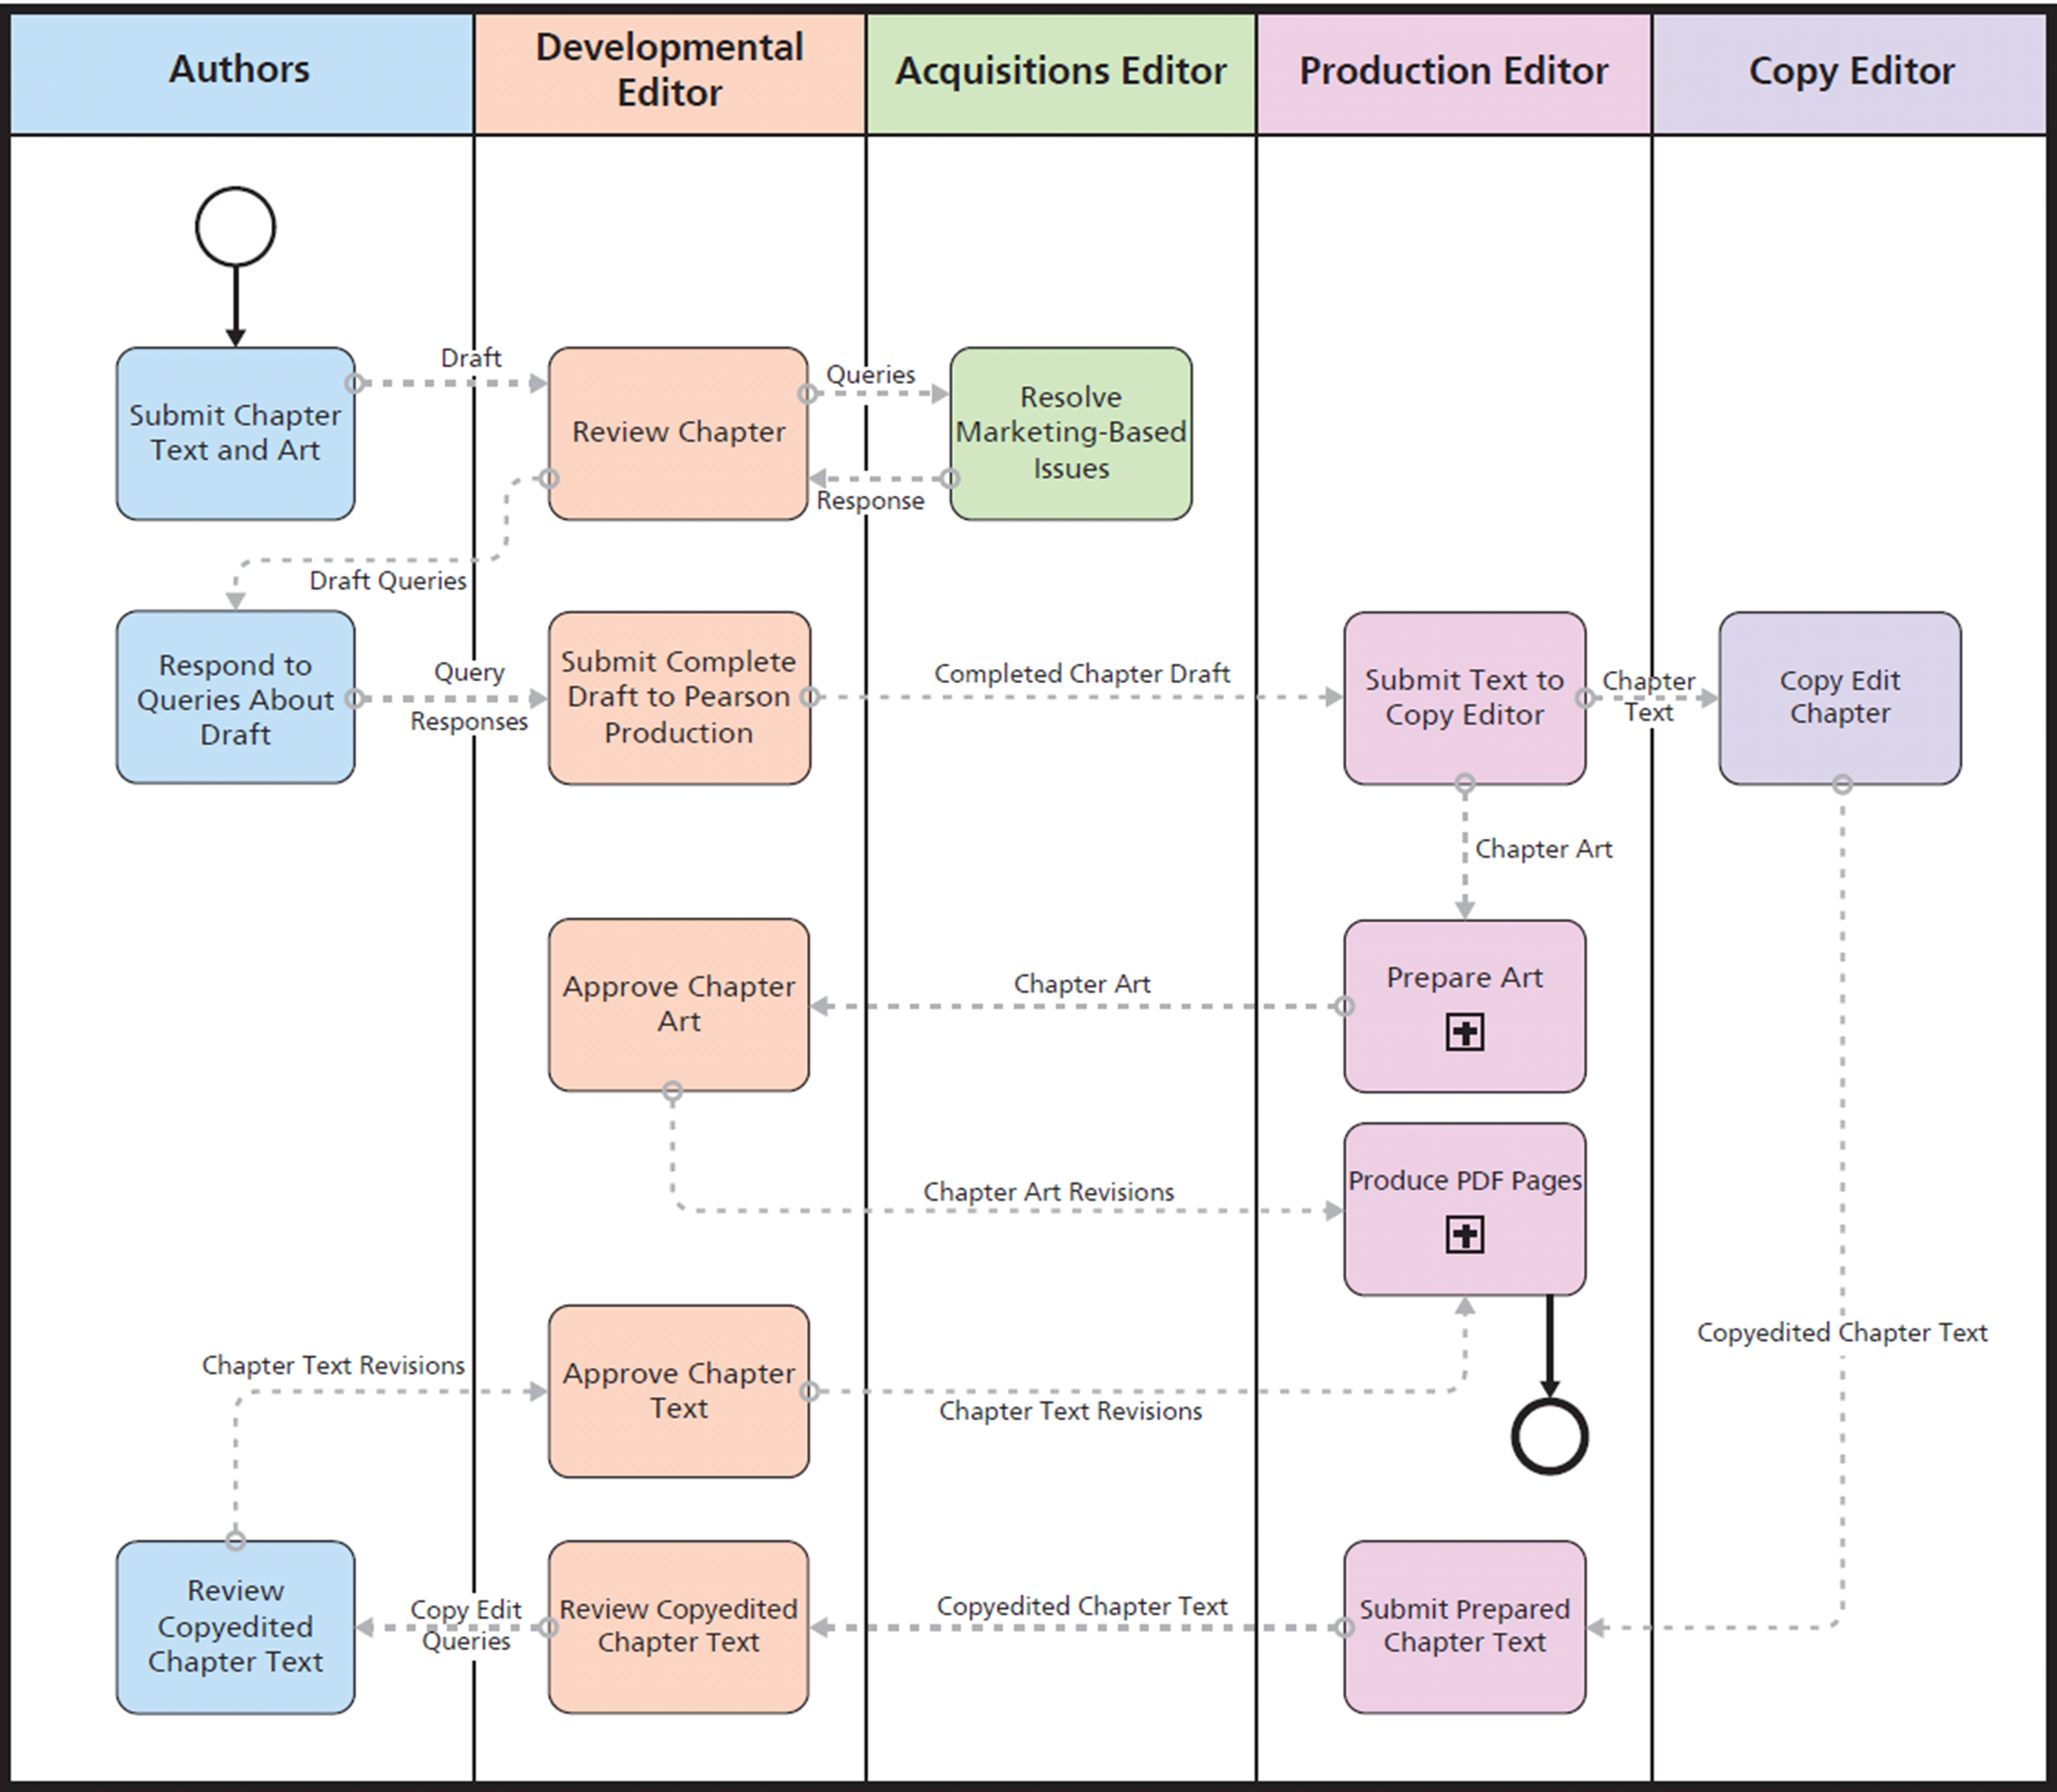 Authors
Developmental
Editor
Acquisitions Editor
Production Editor
Copy Editor
Submit Chapter
Text and Art
Draft
Review Chapter
Queries
Response
Resolve
Marketing-Based
Issues
Draft Queries
Respond to
Queries About
Draft
Query
Responses
Submit Complete
Draft to Pearson
Production
Completed Chapter Draft
Submit Text to
Copy Editor
Chapter
Text
Copy Edit
Chapter
Chapter Art
Approve Chapter
Art
Chapter Art
Prepare Art
Chapter Art Revisions
Produce PDF Pages
Copyedited Chapter Text
Chapter Text Revisions
Approve Chapter
Text
Chapter Text Revisions
Review
Copyedited
Chapter Text
Copy Edit
Queries
Review Copyedited
Chapter Text
Copyedited Chapter Text
Submit Prepared
Chapter Text